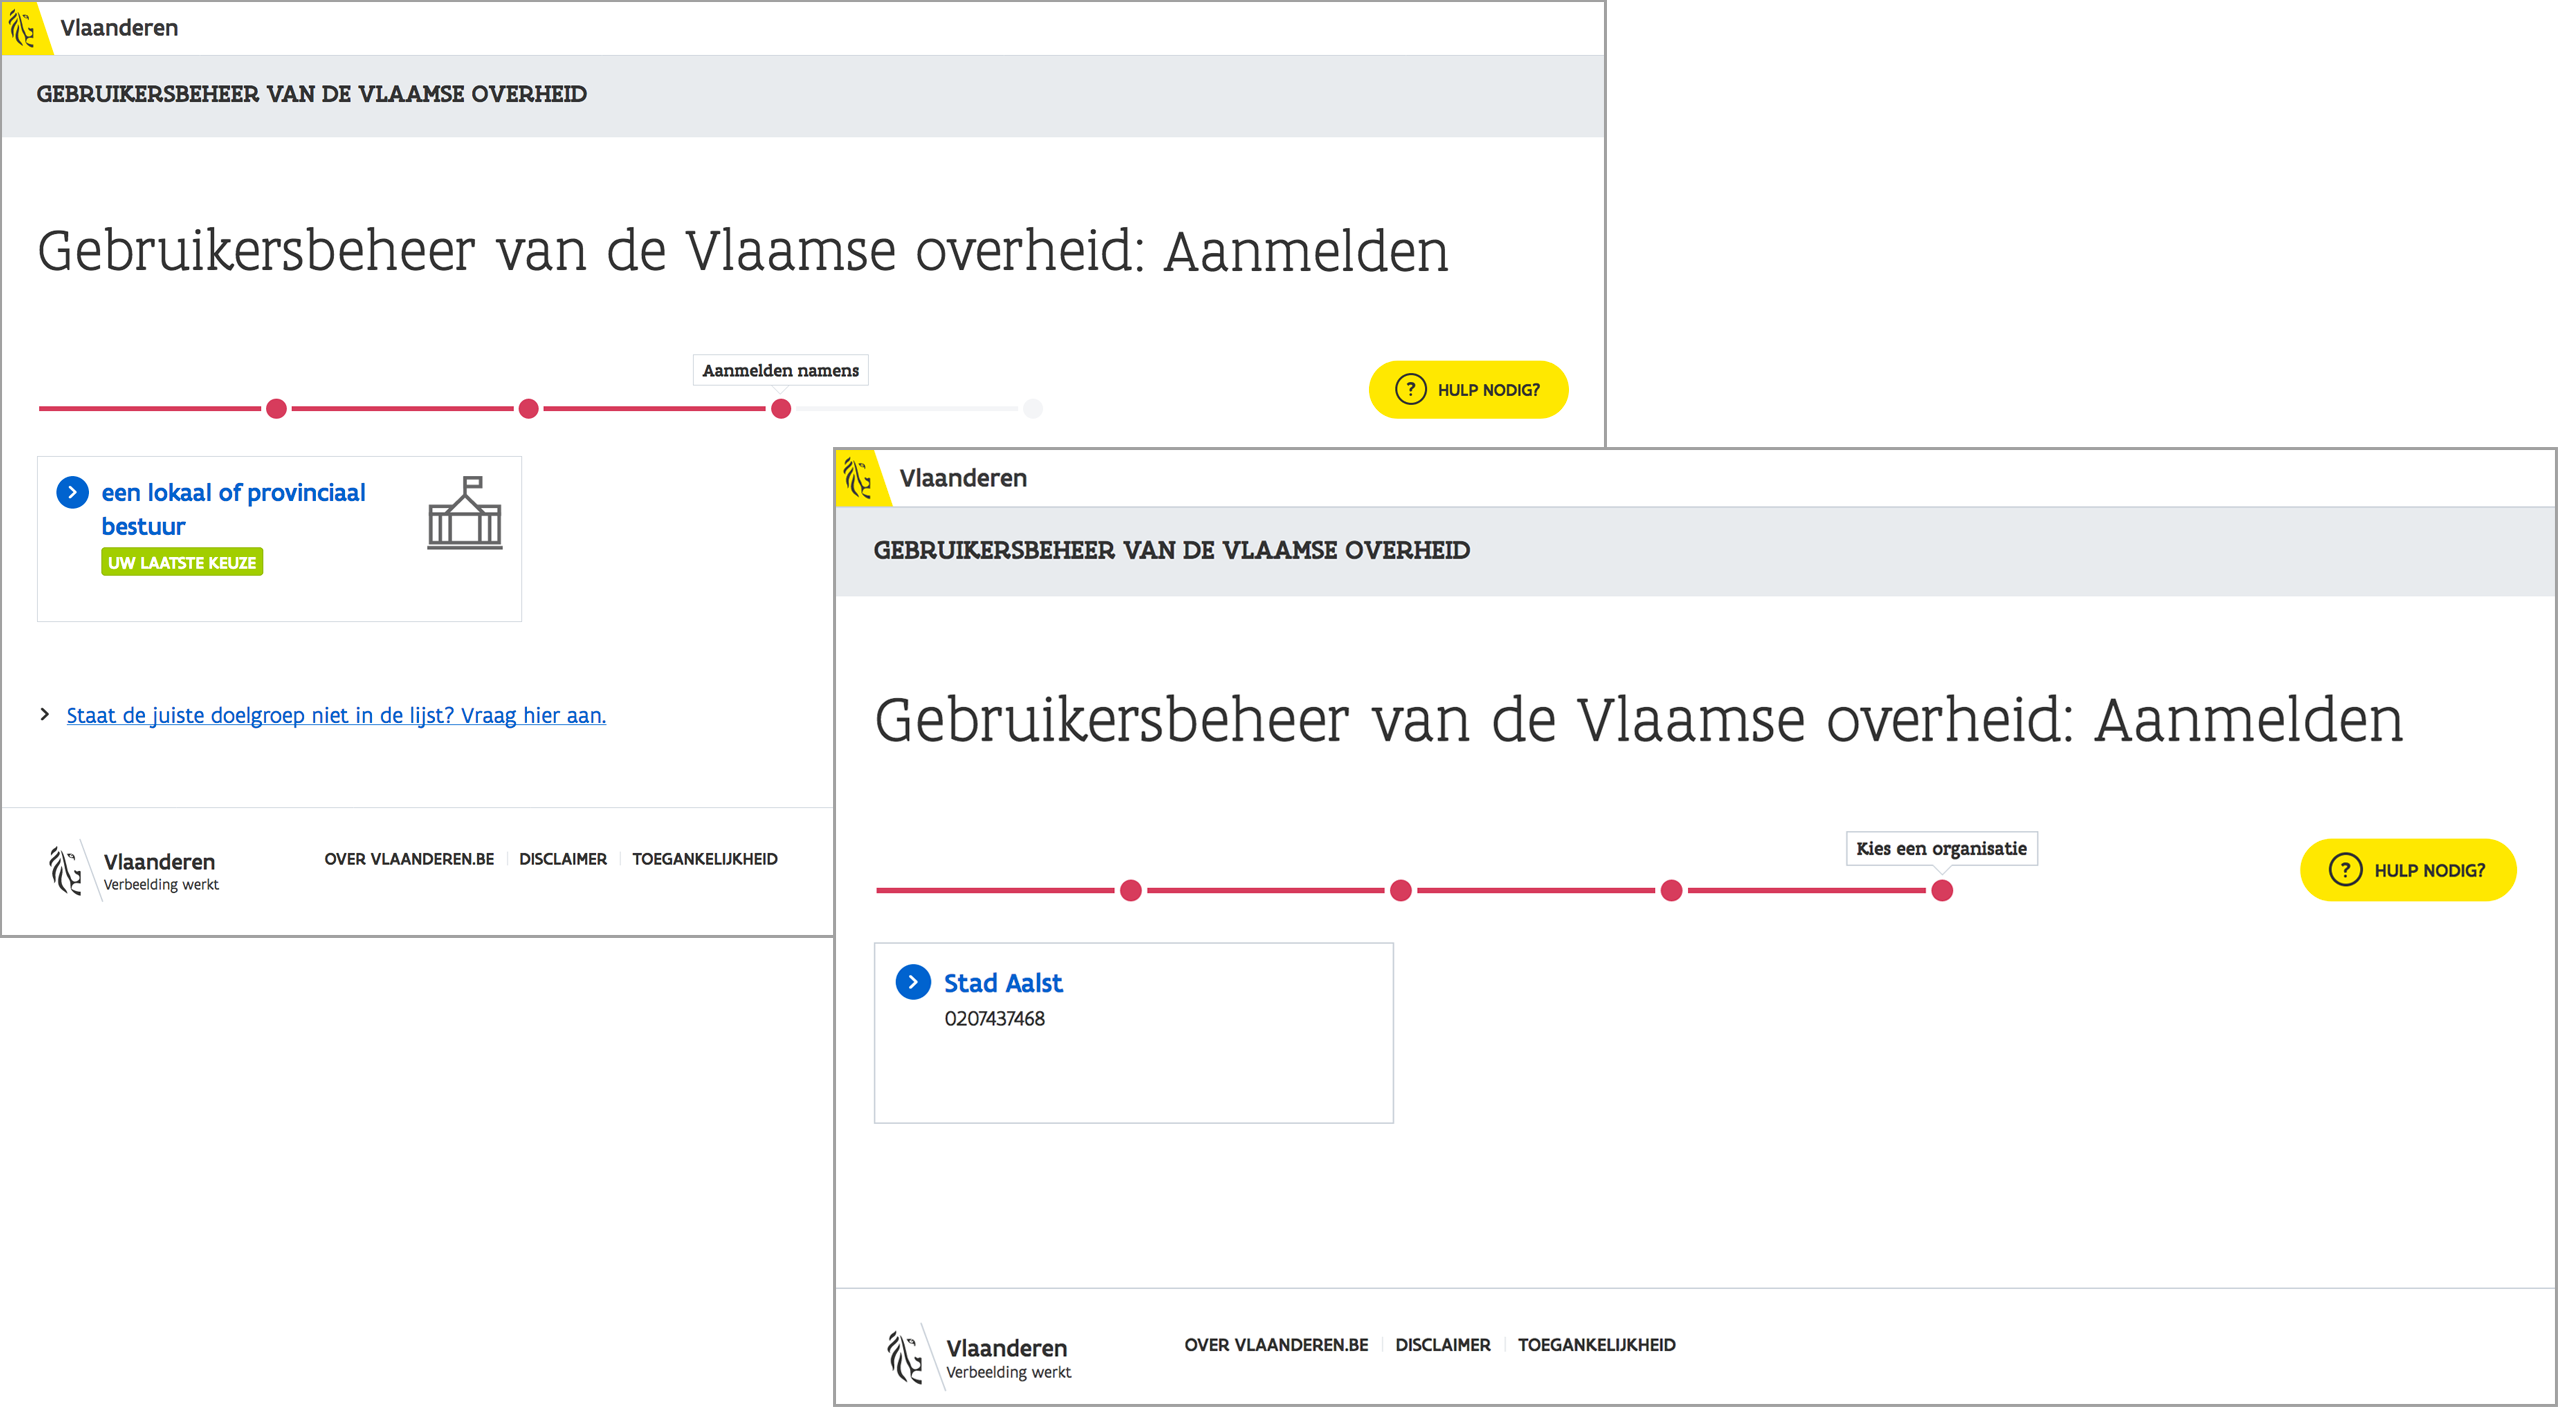 Vlaanderen
GEBRUIKERSBEHEER VAN DE VLAAMSE OVERHEID
Gebruikersbeheer van de Vlaamse overheid: Aanmelden
Aanmelden namens
? HULP NODIG?
een lokaal of provinciaal
bestuur
UW LAATSTE KEUZE
Staat de juiste doelgroep niet in de lijst? Vraag hier aan.
Vlaanderen
Verbeelding werkt
OVER VLAANDEREN.BE DISCLAIMER TOEGANKELIJKHEID
Vlaanderen
GEBRUIKERSBEHEER VAN DE VLAAMSE OVERHEID
Gebruikersbeheer van de Vlaamse overheid: Aanmelden
Kies een organisatie
? HULP NODIG?
Stad Aalst
0207437468
Vlaanderen
Verbeelding werkt
OVER VLAANDEREN.BE DISCLAIMER TOEGANKELIJKHEID